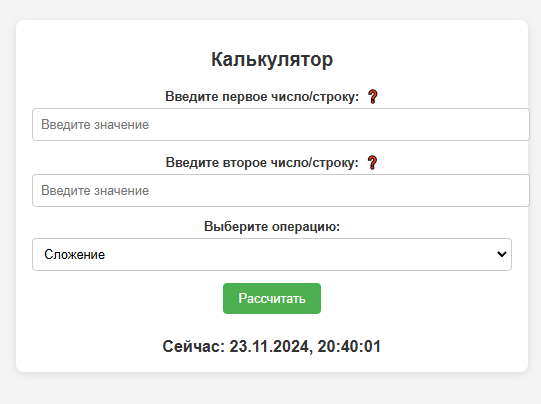 Калькулятор
Введите первое число/строку: ❓
Введите значение
Введите второе число/строку: ❓
Введите значение
Выберите операцию:
Сложение
Рассчитать
Сейчас: 23.11.2024, 20:40:01